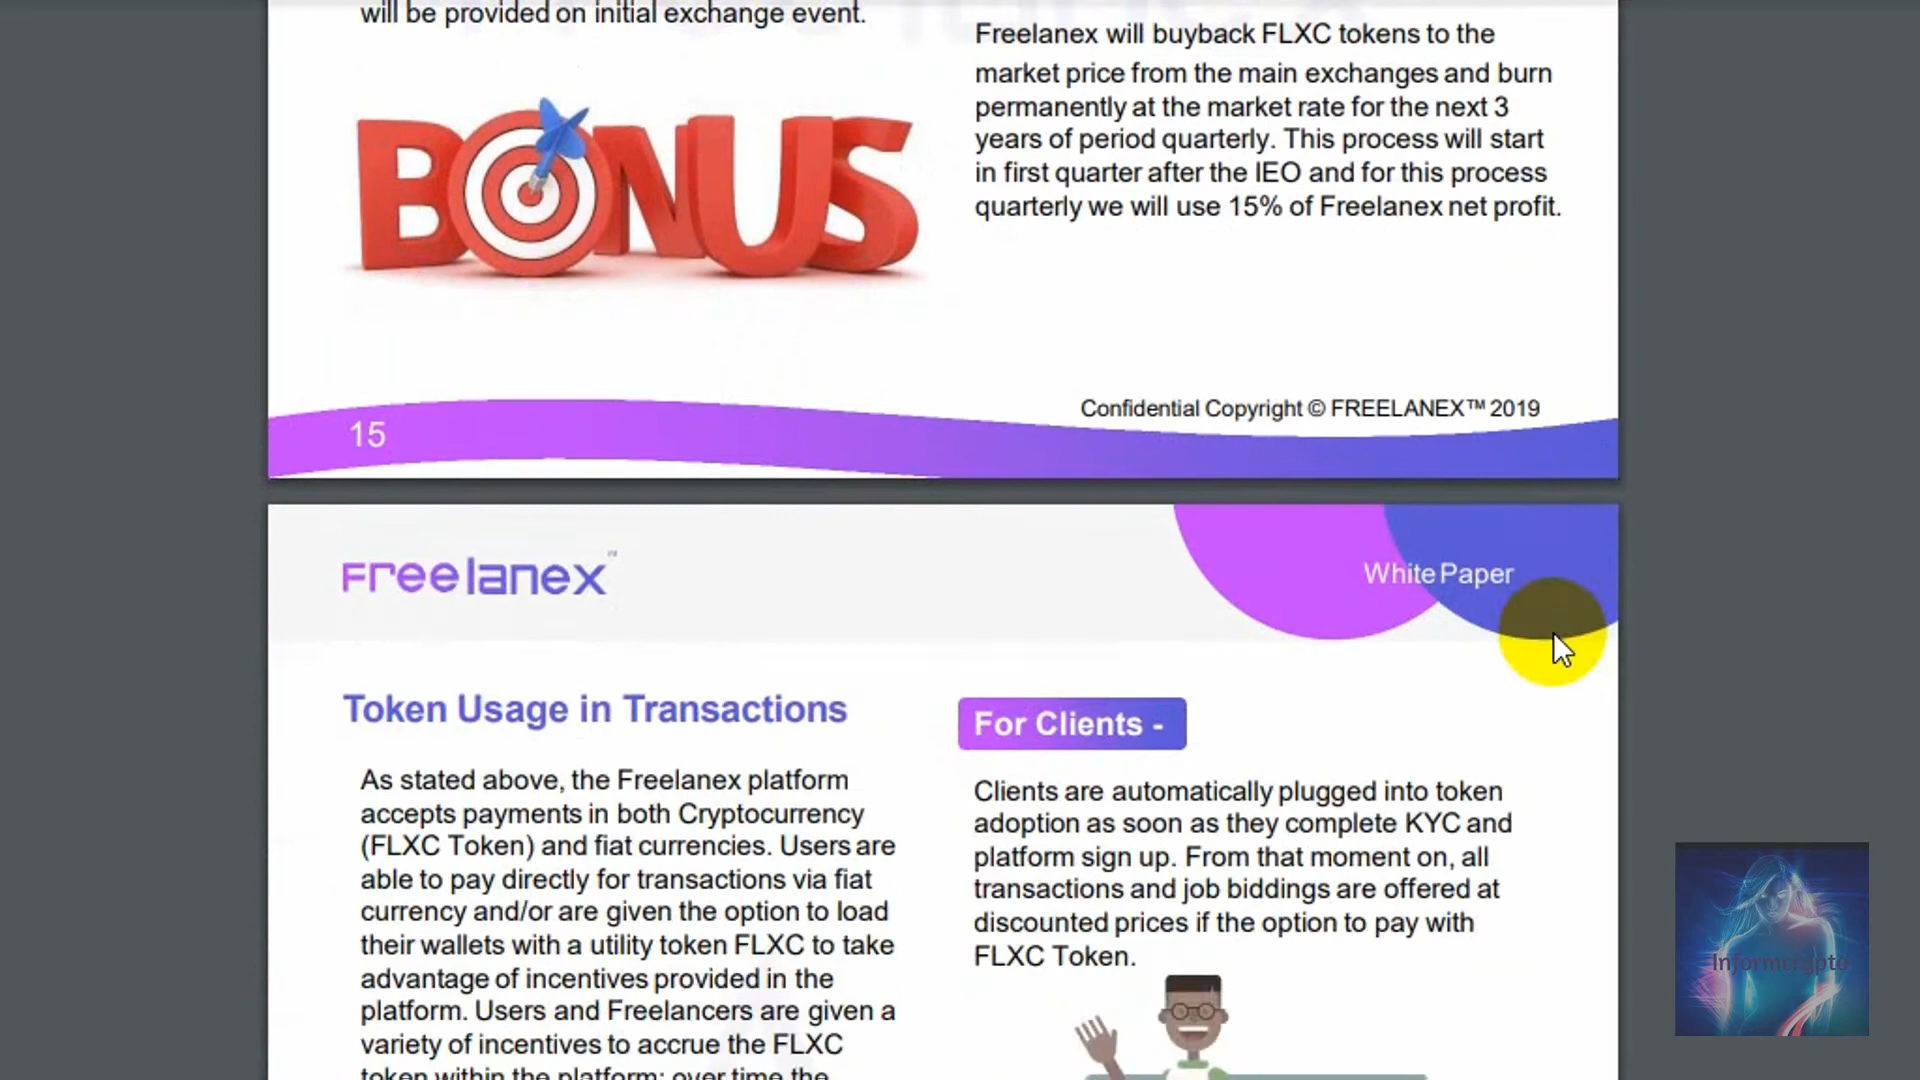 will be provided on initial exchange event.
BONUS
Freelanex will buyback FLXC tokens to the
market price from the main exchanges and burn
permanently at the market rate for the next 3
years of period quarterly. This process will start
in first quarter after the IEO and for this process
quarterly we will use 15% of Freelanex net profit.
Confidential Copyright © FREELANEX™ 2019
15
Freelanex™
White Paper
Token Usage in Transactions
As stated above, the Freelanex platform
accepts payments in both Cryptocurrency
(FLXC Token) and fiat currencies. Users are
able to pay directly for transactions via fiat
currency and/or are given the option to load
their wallets with a utility token FLXC to take
advantage of incentives provided in the
platform. Users and Freelancers are given a
variety of incentives to accrue the FLXC
token within the platform; over time the
For Clients -
Clients are automatically plugged into token
adoption as soon as they complete KYC and
platform sign up. From that moment on, all
transactions and job biddings are offered at
discounted prices if the option to pay with
FLXC Token.
Informcrypto